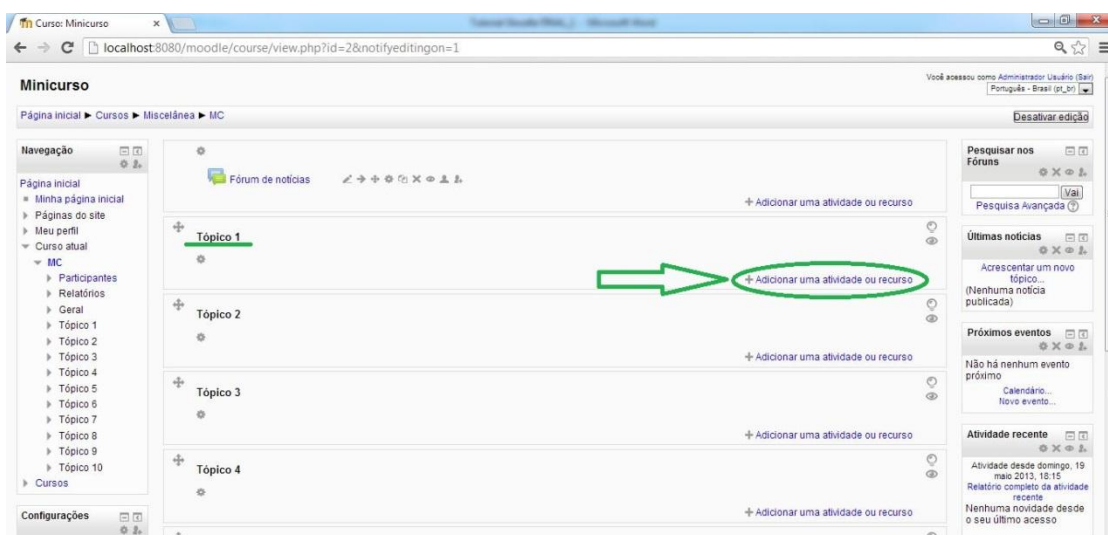 Curso: Minicurso
localhost:8080/moodle/course/view.php?id=2&notifyeditingon=1
Minicurso
Você acessou como Administrador Usuário (Sair)
Português - Brasil (pt_br)
Página inicial ► Cursos ► Miscelânea ► MC
Desativar edição
Navegação
Página inicial
Minha página inicial
Páginas do site
Meu perfil
Curso atual
MC
Participantes
Relatórios
Geral
Tópico 1
Tópico 2
Tópico 3
Tópico 4
Tópico 5
Tópico 6
Tópico 7
Tópico 8
Tópico 9
Tópico 10
Cursos
Configurações
Fórum de notícias
Adicionar uma atividade ou recurso
Tópico 1
Adicionar uma atividade ou recurso
Tópico 2
Adicionar uma atividade ou recurso
Tópico 3
Adicionar uma atividade ou recurso
Tópico 4
Adicionar uma atividade ou recurso
Pesquisar nos
Fóruns
Vai
Pesquisa Avançada
Últimas notícias
Acrescentar um novo
tópico...
(Nenhuma notícia
publicada)
Próximos eventos
Não há nenhum evento
próximo
Calendário...
Novo evento...
Atividade recente
Atividade desde domingo, 19
maio 2013, 18:15
Relatório completo da atividade
recente
Nenhuma novidade desde
o seu último acesso